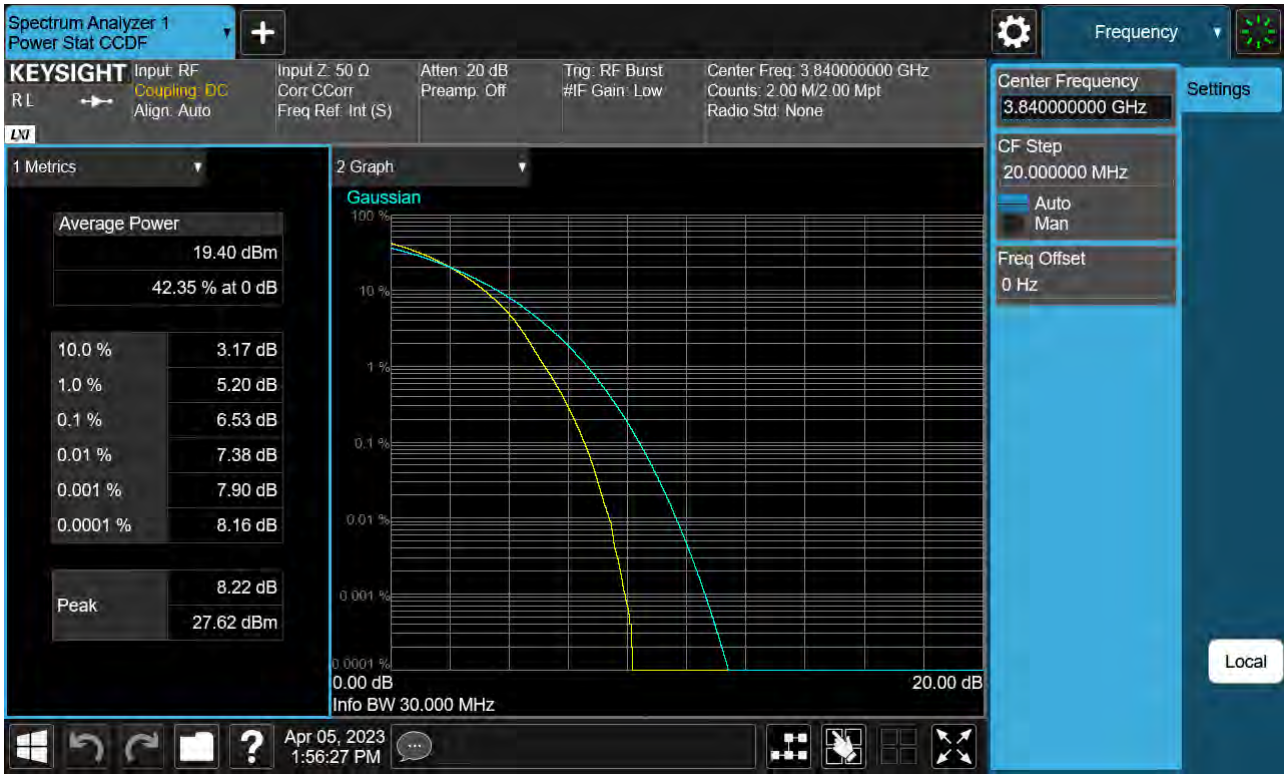 Spectrum Analyzer 1
Power Stat CCDF
+
Frequency
KEYSIGHT
RL
LXI
Input: RF
Coupling: DC
Align: Auto
Input Z: 50 Ω
Corr CCorr
Freq Ref: Int (S)
Atten: 20 dB
Preamp: Off
Trig: RF Burst
#IF Gain: Low
Center Freq: 3.840000000 GHz
Counts: 2.00 M/2.00 Mpt
Radio Std: None
Center Frequency
3.840000000 GHz
Settings
CF Step
20.000000 MHz
Auto
Man
Freq Offset
0 Hz
1 Metrics
Average Power
19.40 dBm
42.35 % at 0 dB
10.0 % 3.17 dB
1.0 % 5.20 dB
0.1 % 6.53 dB
0.01 % 7.38 dB
0.001 % 7.90 dB
0.0001 % 8.16 dB
Peak
8.22 dB
27.62 dBm
2 Graph
Gaussian
100 %
10 %
1 %
0.1 %
0.01 %
0.001 %
0.0001 %
0.00 dB 20.00 dB
Info BW 30.000 MHz
Local
?
Apr 05, 2023
1:56:27 PM